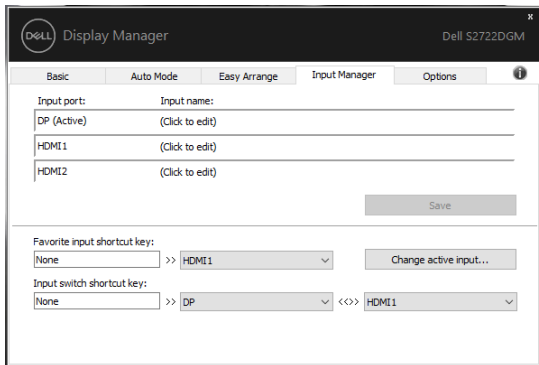 x
DELL Display Manager Dell S2722DGM
Basic Auto Mode Easy Arrange Input Manager Options i
Input port: Input name:
DP (Active) (Click to edit)
HDMI1 (Click to edit)
HDMI2 (Click to edit)
Save
Favorite input shortcut key:
None >> HDMI1 Change active input...
Input switch shortcut key:
None >> DP <<>> HDMI1